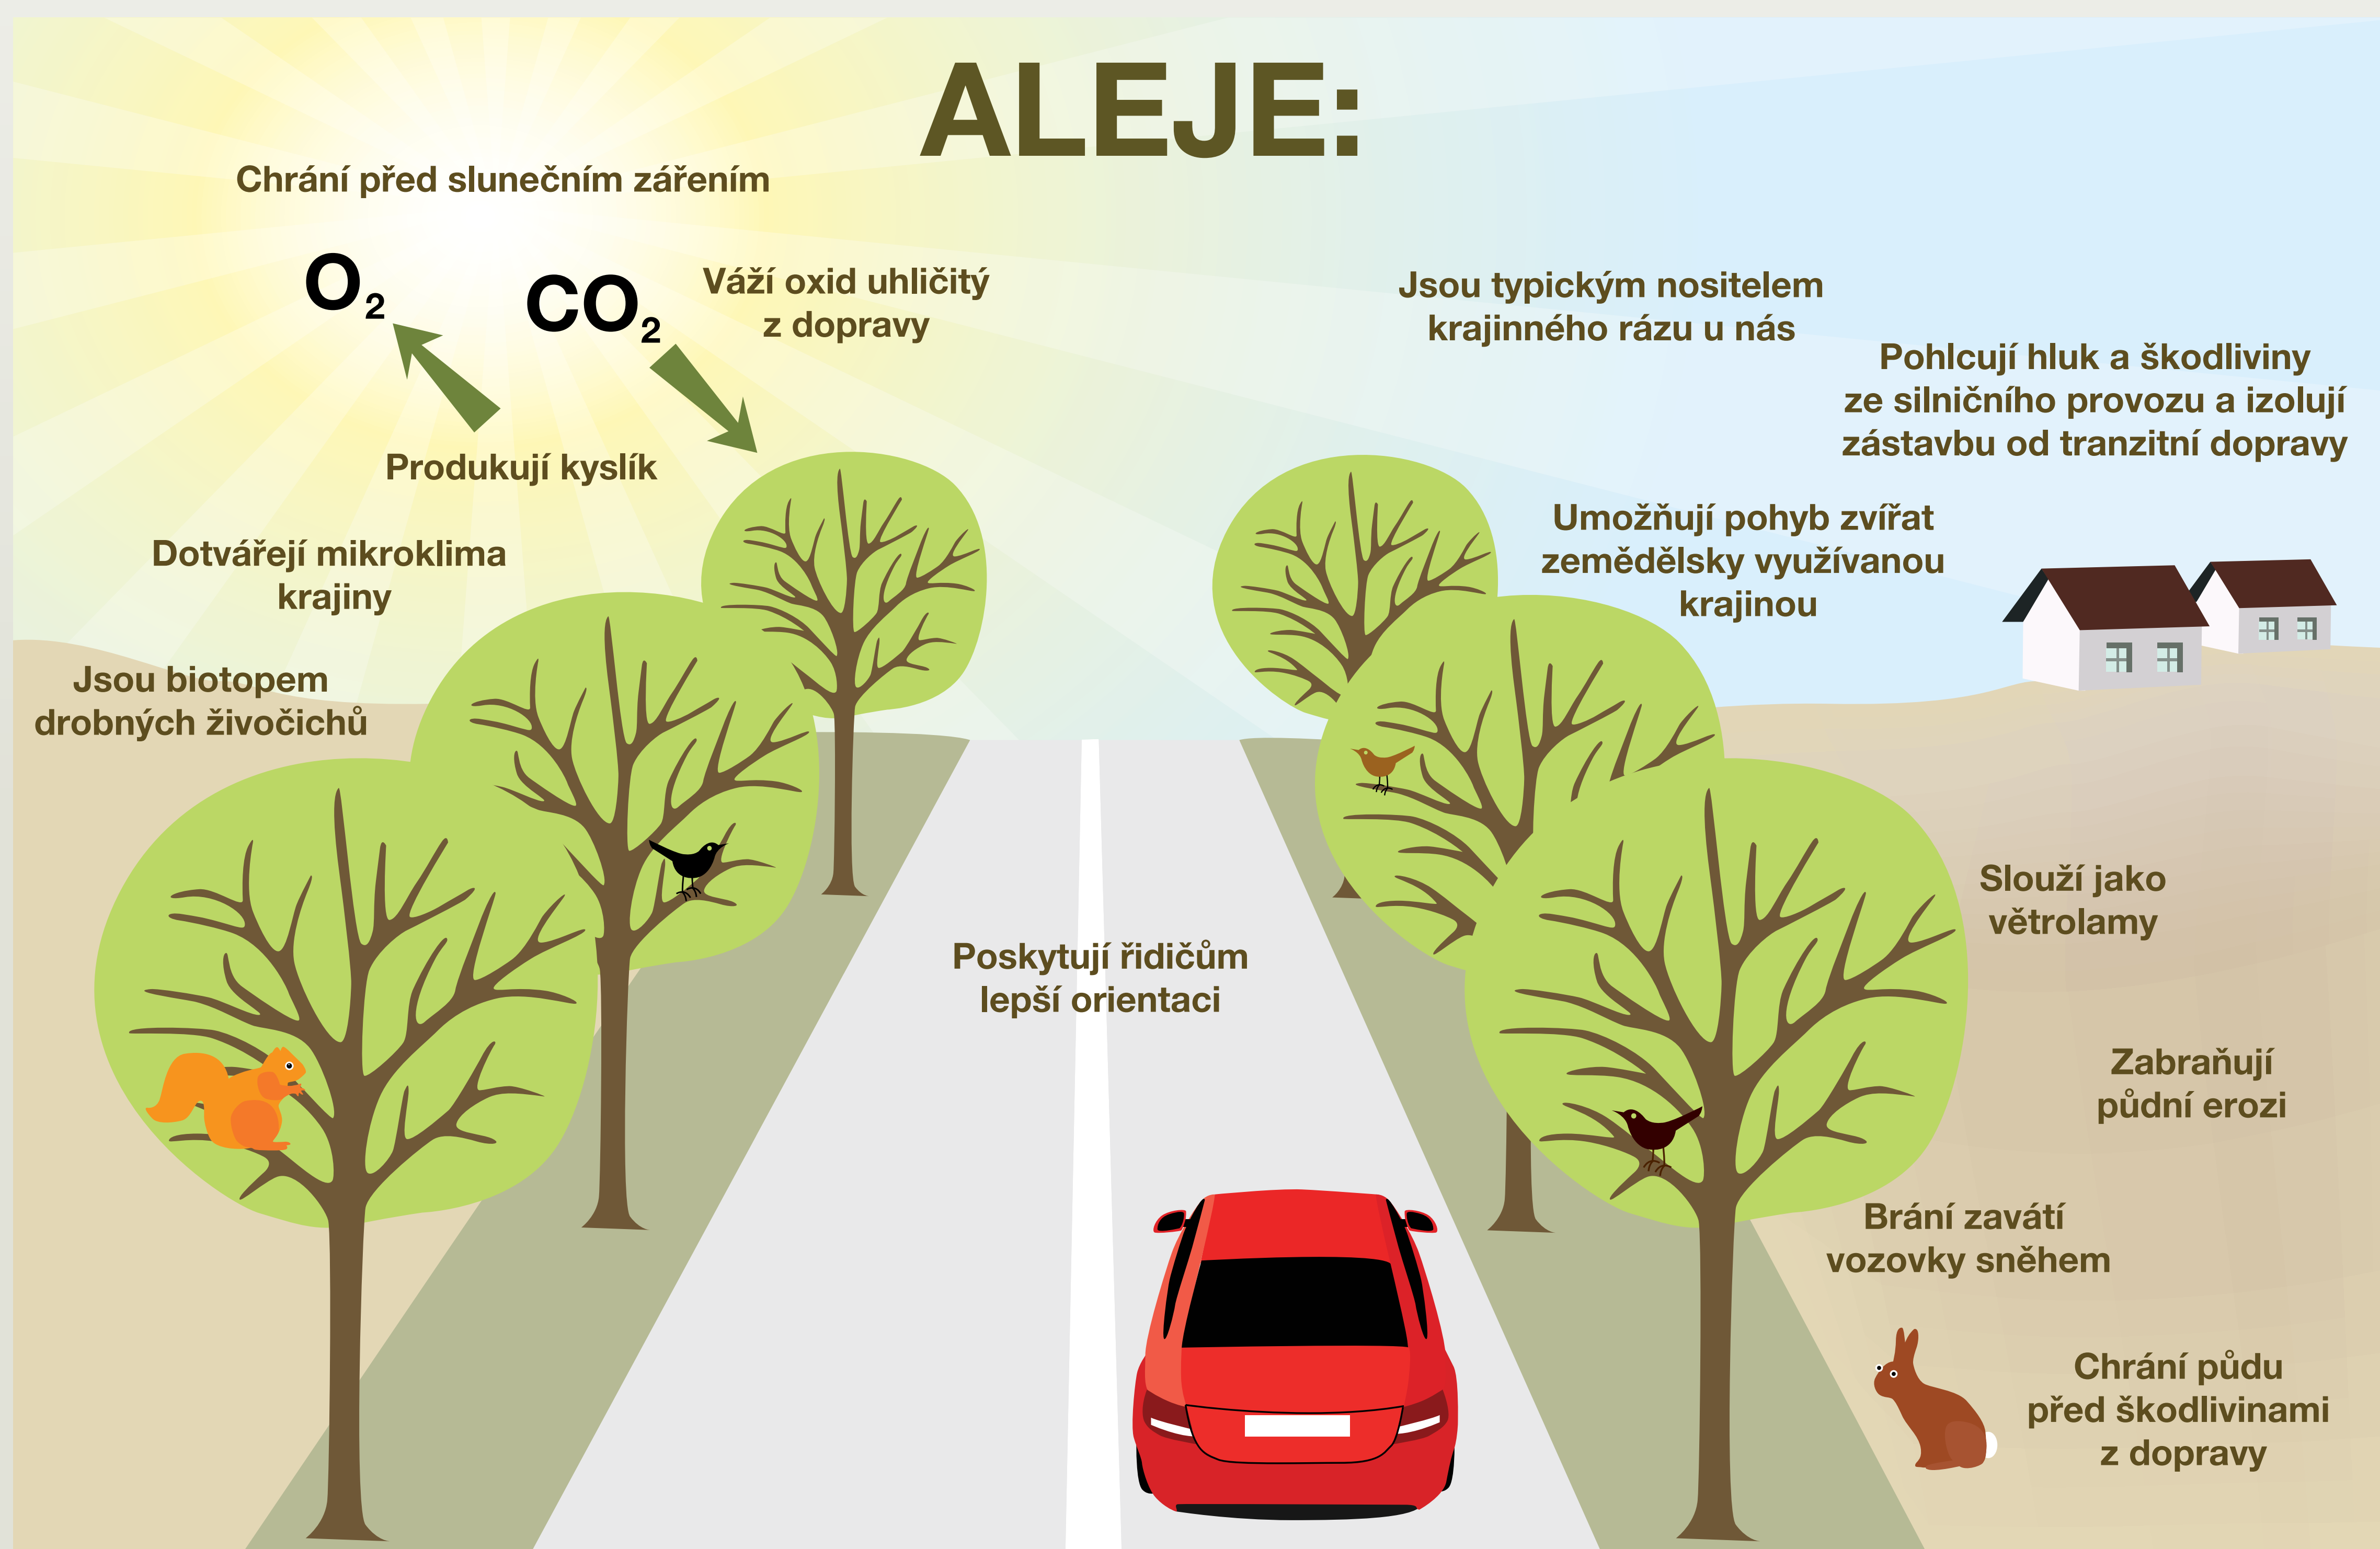 ALEJE:
Chrání před slunečním zářením
O₂
CO₂
Váží oxid uhličitý
z dopravy
Produkují kyslík
Dotvářejí mikroklima
krajiny
Jsou biotopem
drobných živočichů
Jsou typickým nositelem
krajinného rázu u nás
Pohlcují hluk a škodliviny
ze silničního provozu a izolují
zástavbu od tranzitní dopravy
Umožňují pohyb zvířat
zemědělsky využívanou
krajinou
Poskytují řidičům
lepší orientaci
Slouží jako
větrolamy
Zabraňují
půdní erozi
Brání zavátí
vozovky sněhem
Chrání půdu
před škodlivinami
z dopravy